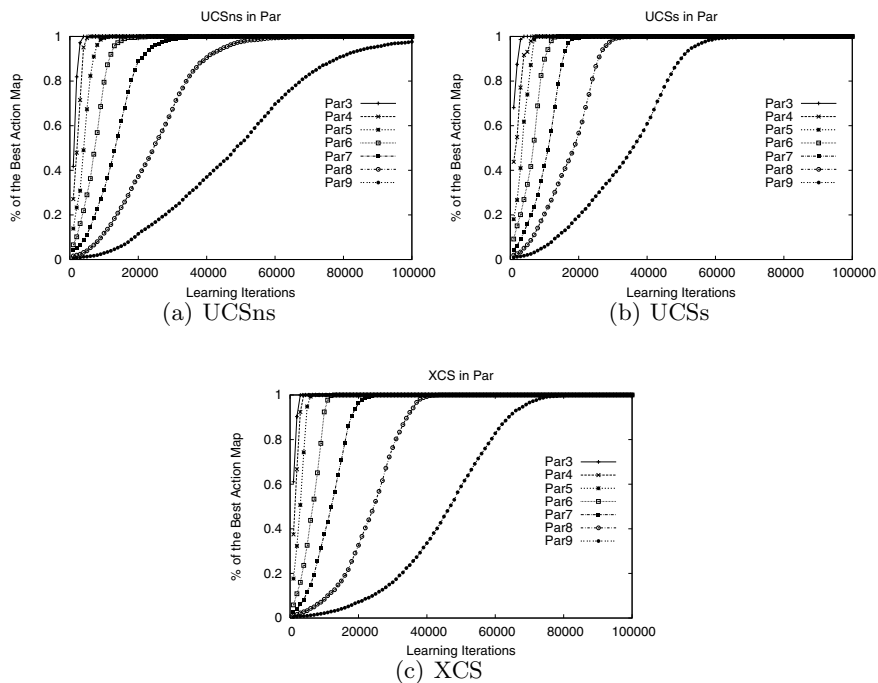 UCSns in Par
% of the Best Action Map
1
0.8
0.6
0.4
0.2
0
0 20000 40000 60000 80000 100000
Learning Iterations
Par3
Par4
Par5
Par6
Par7
Par8
Par9
(a) UCSns
UCSs in Par
% of the Best Action Map
1
0.8
0.6
0.4
0.2
0
0 20000 40000 60000 80000 100000
Learning Iterations
Par3
Par4
Par5
Par6
Par7
Par8
Par9
(b) UCSs
XCS in Par
% of the Best Action Map
1
0.8
0.6
0.4
0.2
0
0 20000 40000 60000 80000 100000
Learning Iterations
Par3
Par4
Par5
Par6
Par7
Par8
Par9
(c) XCS